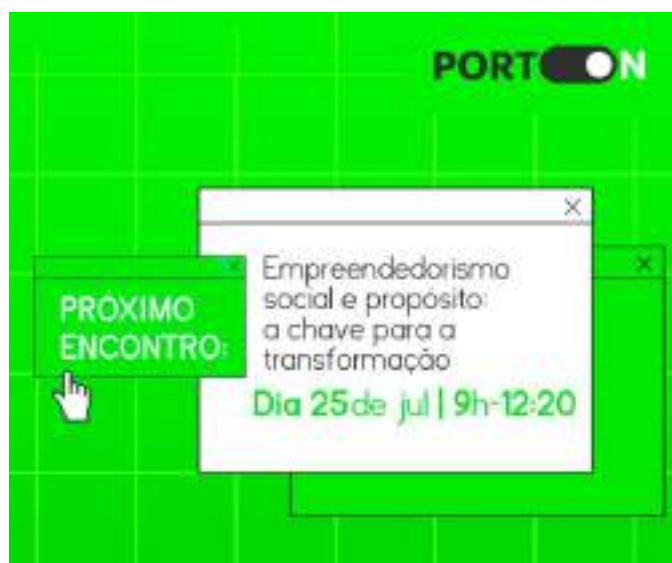 PORTON
PRÓXIMO
ENCONTRO:
Empreendedorismo
social e propósito:
a chave para a
transformação
Dia 25 de jul | 9h-12:20